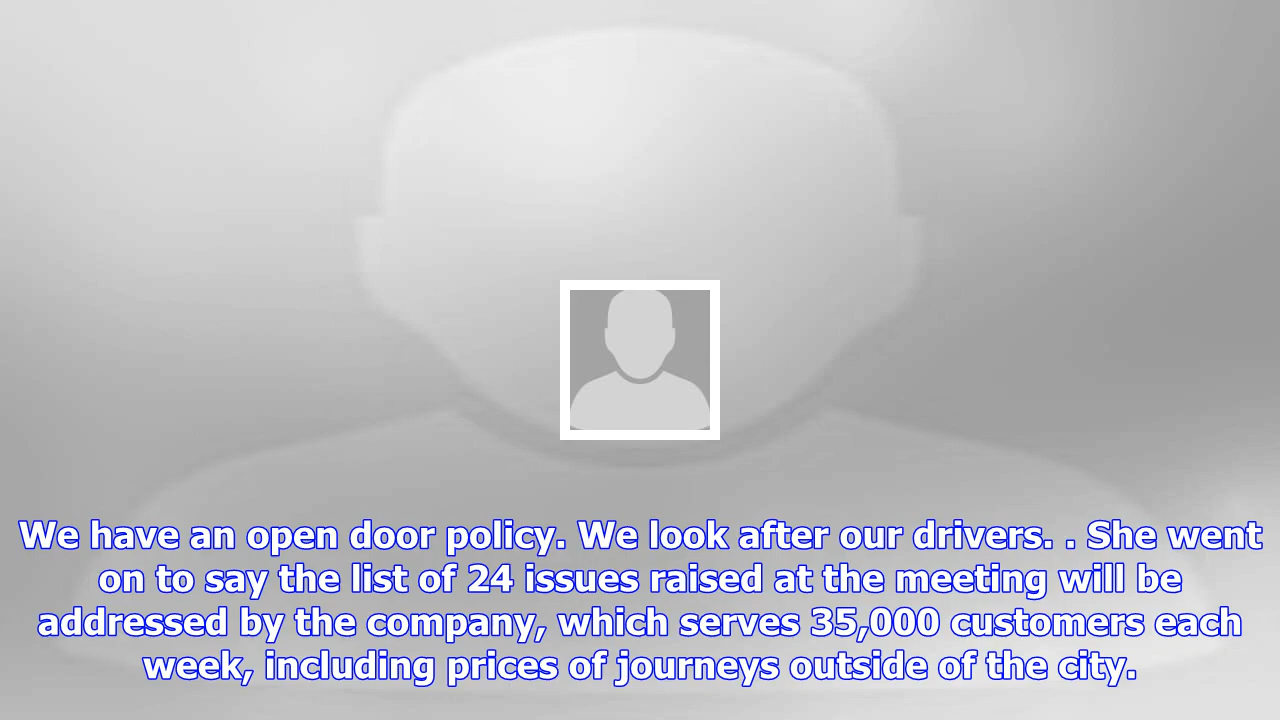 We have an open door policy. We look after our drivers. . She went
on to say the list of 24 issues raised at the meeting will be
addressed by the company, which serves 35,000 customers each
week, including prices of journeys outside of the city.